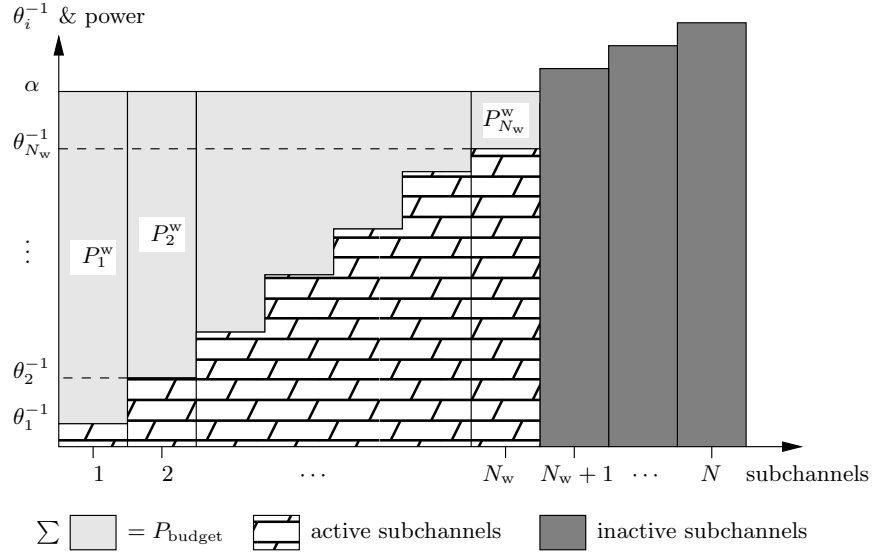 θ_i^{-1} & power
α
θ_{N_w}^{-1}
P_{N_w}^w
P_1^w
P_2^w
⋮
θ_2^{-1}
θ_1^{-1}
1 2 ⋯ N_w N_w + 1 ⋯ N subchannels
∑ = P_budget active subchannels inactive subchannels